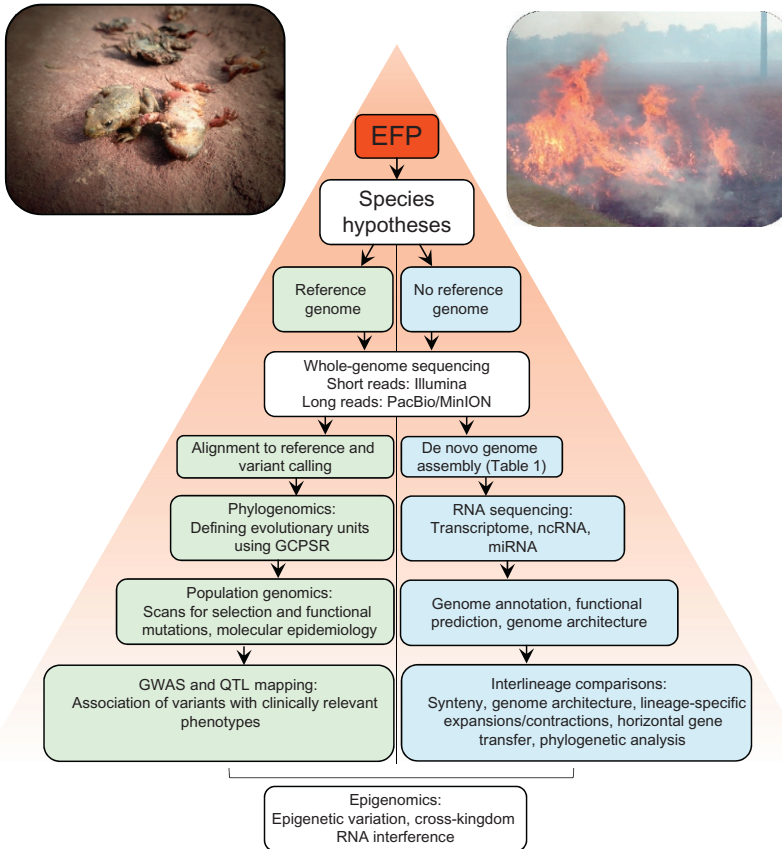 EFP
Species
hypotheses
Reference
genome
No reference
genome
Whole-genome sequencing
Short reads: Illumina
Long reads: PacBio/MinION
Alignment to reference and
variant calling
De novo genome
assembly (Table 1)
Phylogenomics:
Defining evolutionary units
using GCPSR
RNA sequencing:
Transcriptome, ncRNA,
miRNA
Population genomics:
Scans for selection and functional
mutations, molecular epidemiology
Genome annotation, functional
prediction, genome architecture
GWAS and QTL mapping:
Association of variants with clinically relevant
phenotypes
Interlineage comparisons:
Synteny, genome architecture, lineage-specific
expansions/contractions, horizontal gene
transfer, phylogenetic analysis
Epigenomics:
Epigenetic variation, cross-kingdom
RNA interference